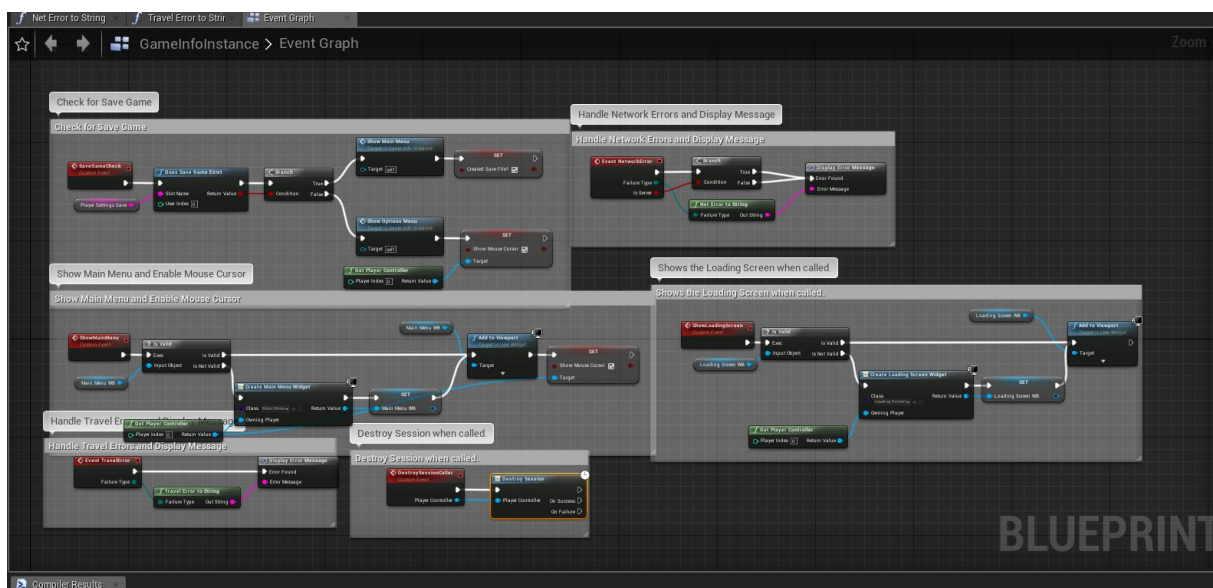 Net Error to String
Travel Error to Strir
Event Graph
GameInfoInstance > Event Graph
Zoom
Check for Save Game
Check for Save Game
SaveGameCheck
Custom Event
Player Settings Save
Does Save Game Exist
Slot Name
Return Value
User Index 0
Branch
True
Condition
False
Show Main Menu
Target is Game Info Instance
Target self
SET
Created Save File?
Show Options Menu
Target is Game Info Instance
Target self
SET
Show Mouse Cursor
Target
Get Player Controller
Player Index 0
Return Value
Handle Network Errors and Display Message
Handle Network Errors and Display Message
Event NetworkError
Failure Type
Is Server
Branch
True
Condition
False
Net Error to String
Failure Type
Out String
Display Error Message
Error Found
Error Message
Show Main Menu and Enable Mouse Cursor
Show Main Menu and Enable Mouse Cursor
ShowMainMenu
Custom Event
Main Menu WB
Is Valid
Exec
Is Valid
Input Object
Is Not Valid
Create Main Menu Widget
Class
Return Value
Owning Player
Main Menu WB
SET
Main Menu WB
Add to Viewport
Target is User Widget
Target
SET
Show Mouse Cursor
Target
Get Player Controller
Player Index 0
Return Value
Shows the Loading Screen when called.
Shows the Loading Screen when called.
ShowLoadingScreen
Custom Event
Loading Screen WB
Is Valid
Exec
Is Valid
Input Object
Is Not Valid
Create Loading Screen Widget
Class
Return Value
Owning Player
Get Player Controller
Player Index 0
Return Value
SET
Loading Screen WB
Loading Screen WB
Add to Viewport
Target is User Widget
Target
Handle Travel Er
d Display Message
Handle Travel Errors and Display Message
Event TravelError
Failure Type
Travel Error to String
Failure Type
Out String
Display Error Message
Error Found
Error Message
Destroy Session when called.
Destroy Session when called.
DestroySessionCaller
Custom Event
Player Controller
Destroy Session
Player Controller
On Success
On Failure
BLUEPRINT
Compiler Results